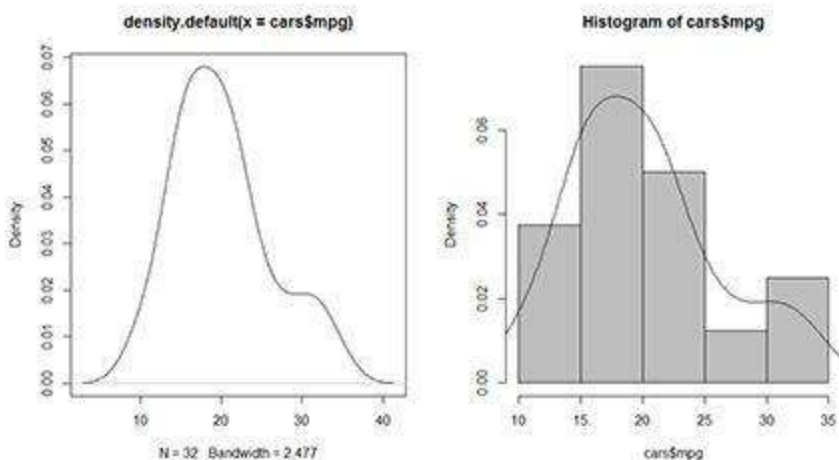 density.default(x = cars$mpg)
Density
0.00 0.01 0.02 0.03 0.04 0.05 0.06 0.07
10 20 30 40
N = 32 Bandwidth = 2.477
Histogram of cars$mpg
Density
0.00 0.02 0.04 0.06
10 15 20 25 30 35
cars$mpg